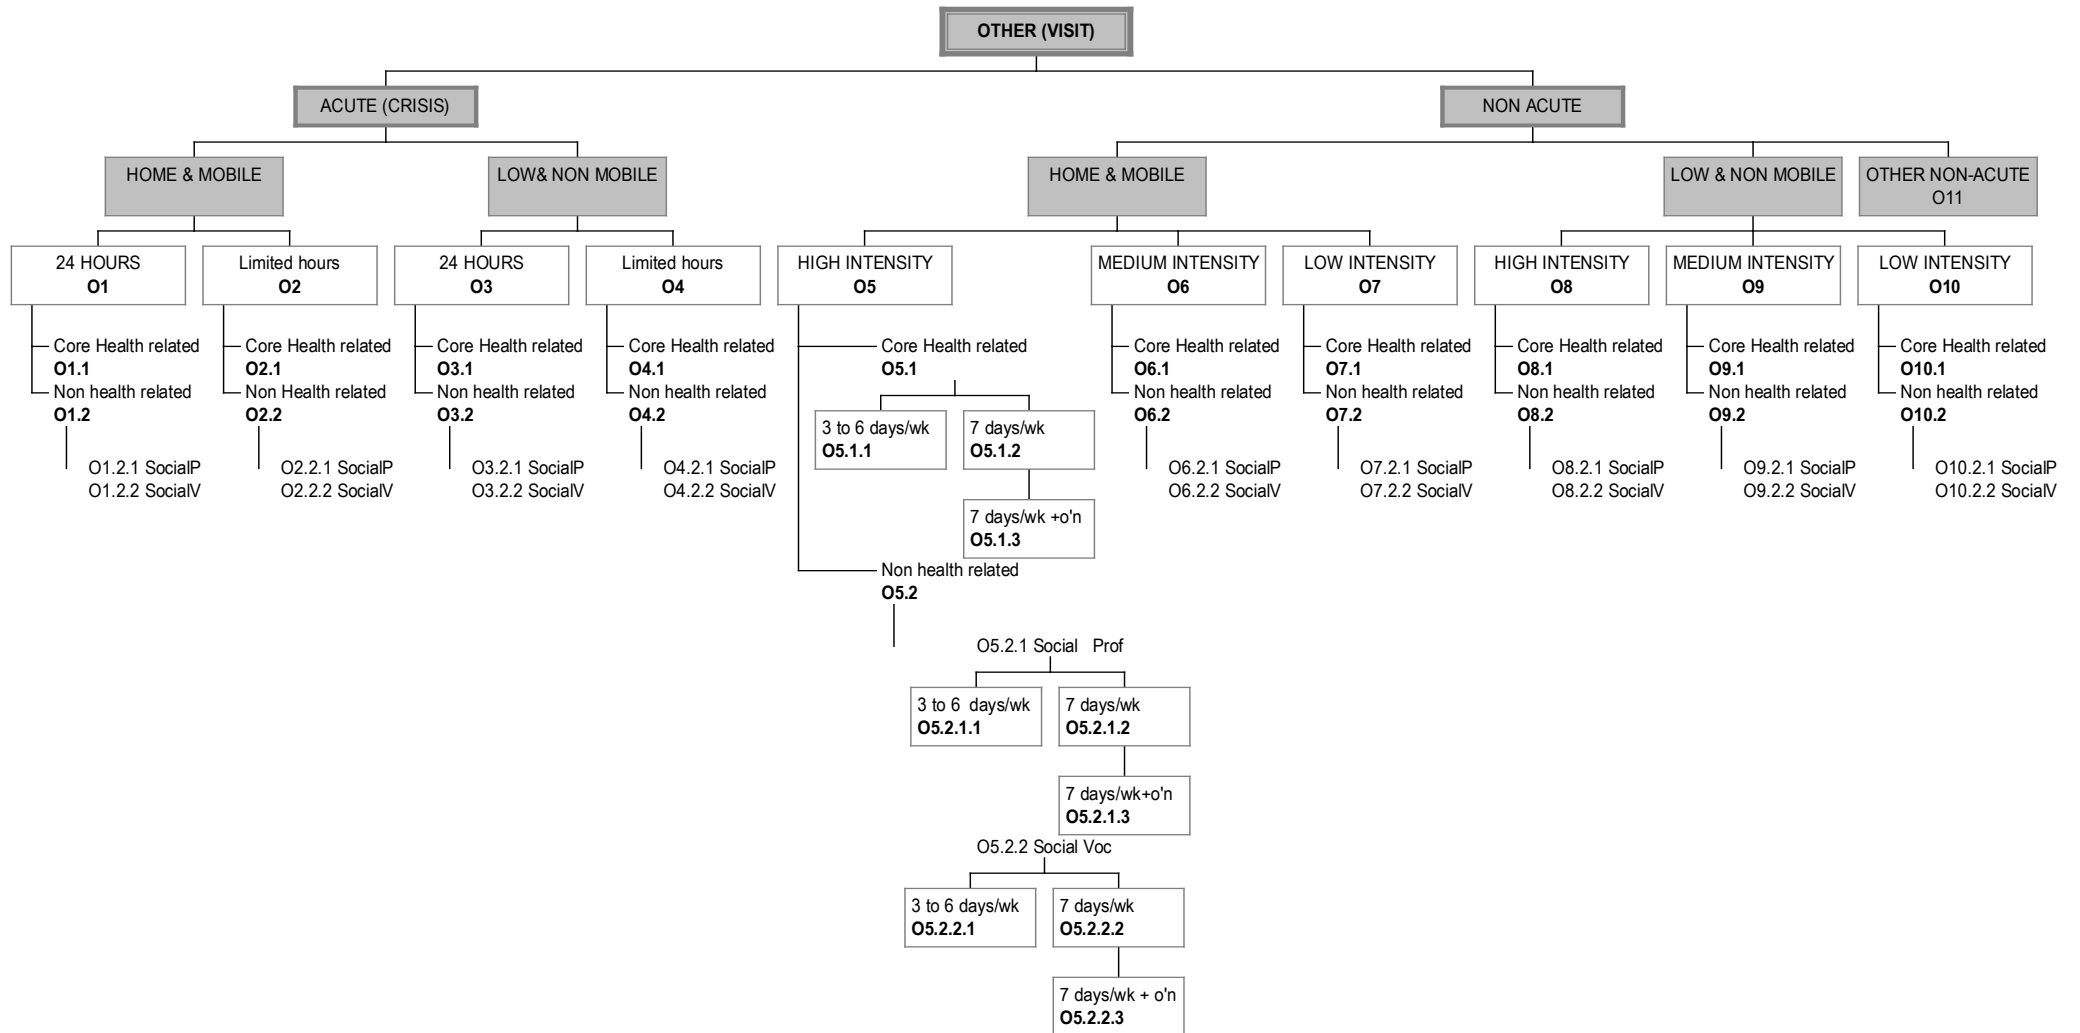 OTHER (VISIT)
ACUTE (CRISIS)
NON ACUTE
HOME & MOBILE
LOW& NON MOBILE
HOME & MOBILE
LOW & NON MOBILE
OTHER NON-ACUTE
O11
24 HOURS
O1
Limited hours
O2
24 HOURS
O3
Limited hours
O4
HIGH INTENSITY
O5
MEDIUM INTENSITY
O6
LOW INTENSITY
O7
HIGH INTENSITY
O8
MEDIUM INTENSITY
O9
LOW INTENSITY
O10
Core Health related
O1.1
Non health related
O1.2
O1.2.1 SocialP
O1.2.2 SocialV
Core Health related
O2.1
Non Health related
O2.2
O2.2.1 SocialP
O2.2.2 SocialV
Core Health related
O3.1
Non health related
O3.2
O3.2.1 SocialP
O3.2.2 SocialV
Core Health related
O4.1
Non health related
O4.2
O4.2.1 SocialP
O4.2.2 SocialV
Core Health related
O5.1
3 to 6 days/wk
O5.1.1
7 days/wk
O5.1.2
7 days/wk +o'n
O5.1.3
Non health related
O5.2
O5.2.1 Social Prof
3 to 6 days/wk
O5.2.1.1
7 days/wk
O5.2.1.2
7 days/wk+o'n
O5.2.1.3
O5.2.2 Social Voc
3 to 6 days/wk
O5.2.2.1
7 days/wk
O5.2.2.2
7 days/wk + o'n
O5.2.2.3
Core Health related
O6.1
Non health related
O6.2
O6.2.1 SocialP
O6.2.2 SocialV
Core Health related
O7.1
Non health related
O7.2
O7.2.1 SocialP
O7.2.2 SocialV
Core Health related
O8.1
Non health related
O8.2
O8.2.1 SocialP
O8.2.2 SocialV
Core Health related
O9.1
Non health related
O9.2
O9.2.1 SocialP
O9.2.2 SocialV
Core Health related
O10.1
Non health related
O10.2
O10.2.1 SocialP
O10.2.2 SocialV